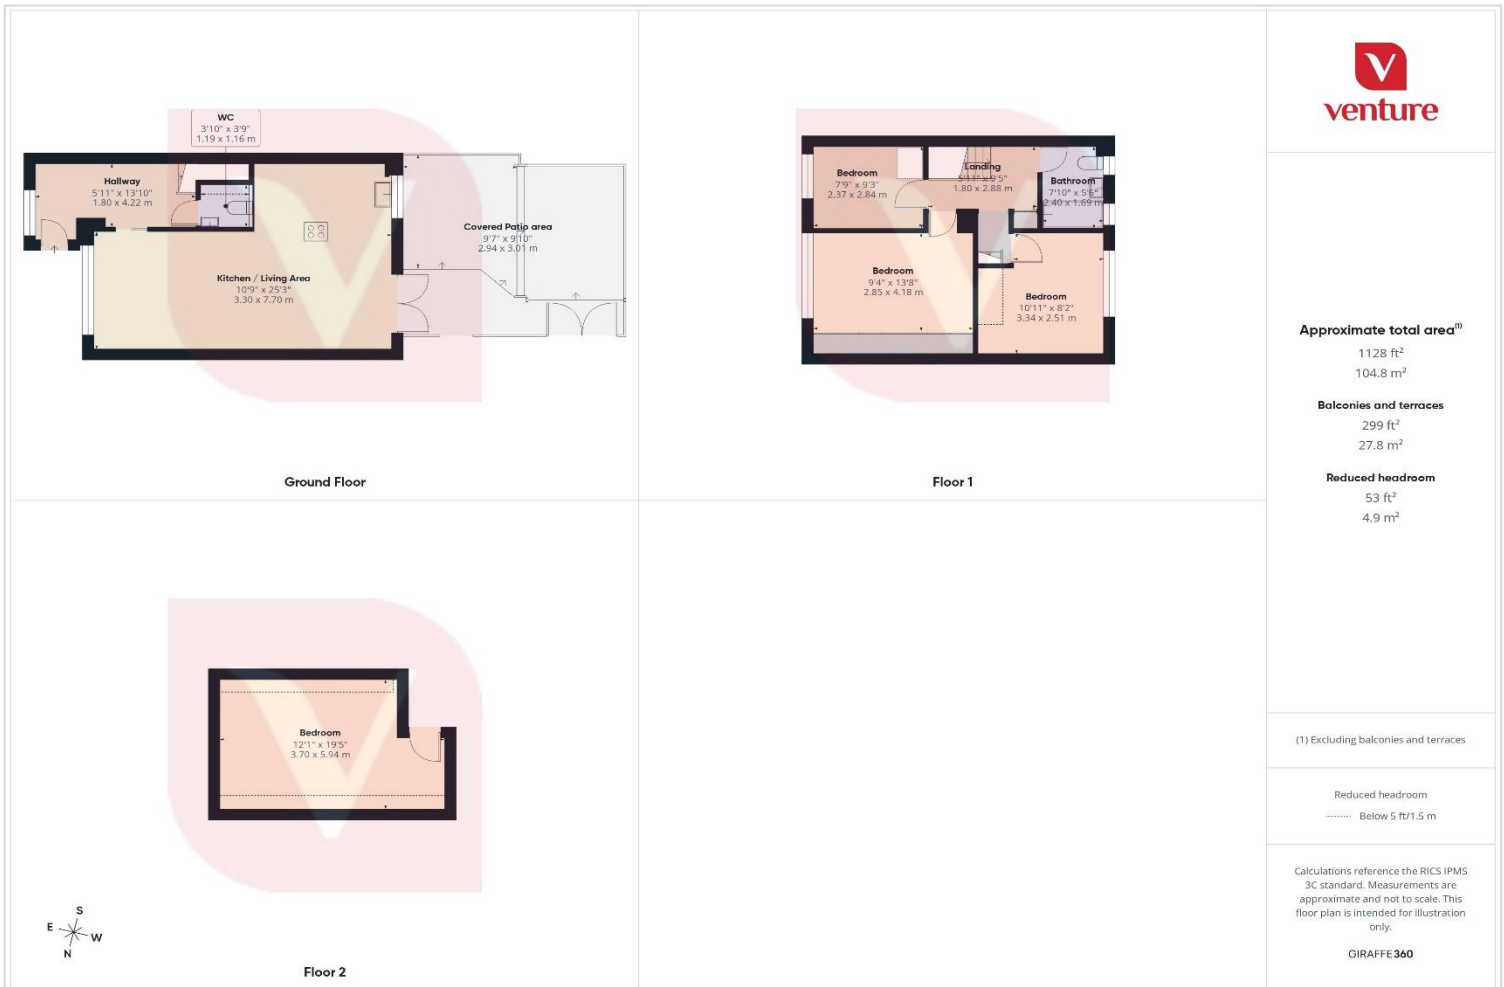 WC
3'10" x 3'9"
1.19 x 1.16 m
Hallway
5'11" x 13'10"
1.80 x 4.22 m
Covered Patio area
9'7" x 9'10"
2.94 x 3.01 m
Kitchen / Living Area
10'9" x 25'3"
3.30 x 7.70 m
Ground Floor
Bedroom
7'9" x 9'3"
2.37 x 2.84 m
Landing
5'11" x 9'5"
1.80 x 2.88 m
Bathroom
7'10" x 5'6"
2.40 x 1.69 m
Bedroom
9'4" x 13'8"
2.85 x 4.18 m
Bedroom
10'11" x 8'2"
3.34 x 2.51 m
Floor 1
Bedroom
12'1" x 19'5"
3.70 x 5.94 m
S
E
W
N
Floor 2
venture
Approximate total area(1)
1128 ft²
104.8 m²
Balconies and terraces
299 ft²
27.8 m²
Reduced headroom
53 ft²
4.9 m²
(1) Excluding balconies and terraces
Reduced headroom
Below 5 ft/1.5 m
Calculations reference the RICS IPMS
3C standard. Measurements are
approximate and not to scale. This
floor plan is intended for illustration
only.
GIRAFFE360